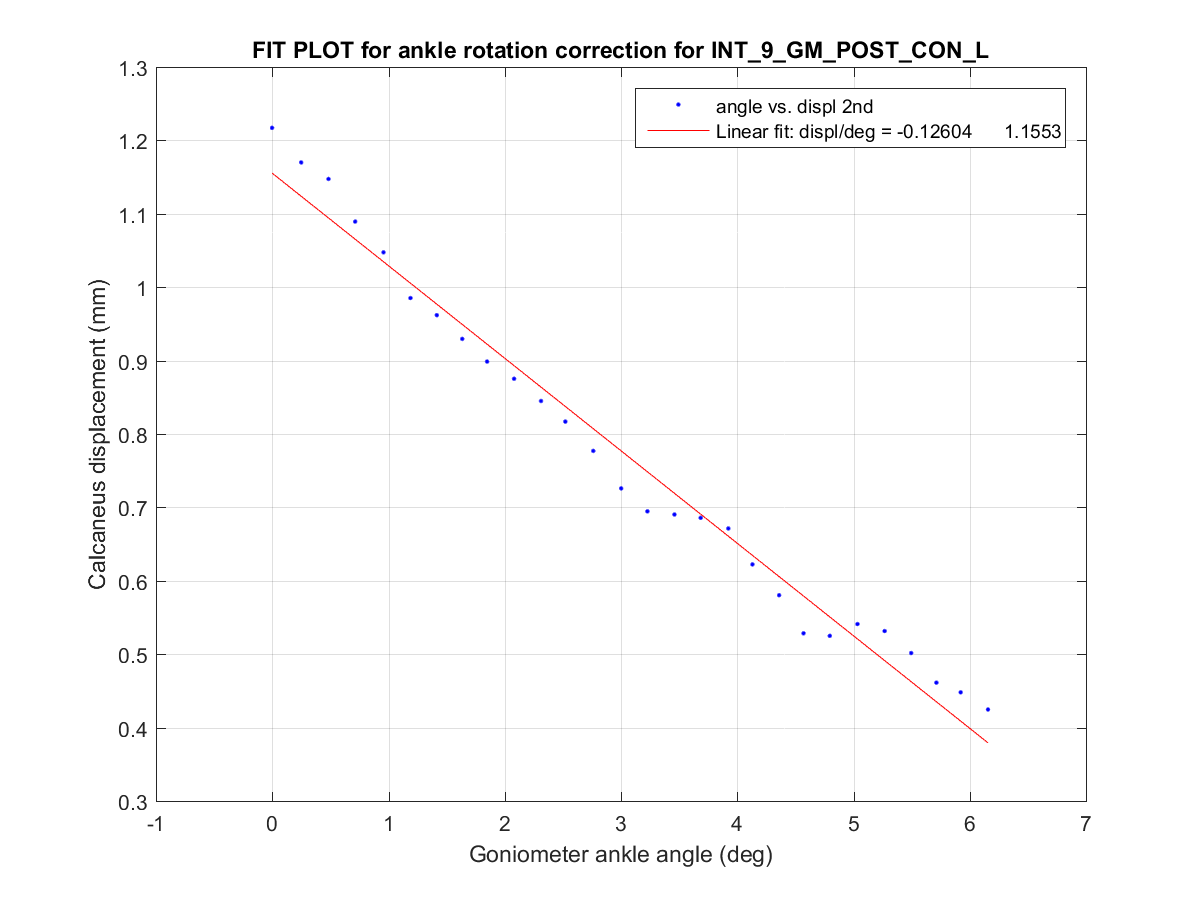 FIT PLOT for ankle rotation correction for INT_9_GM_POST_CON_L
1.3
angle vs. displ 2nd
Linear fit: displ/deg = -0.12604 1.1553
1.2
1.1
1
0.9
0.8
0.7
0.6
0.5
0.4
0.3
Calcaneus displacement (mm)
-1 0 1 2 3 4 5 6 7
Goniometer ankle angle (deg)